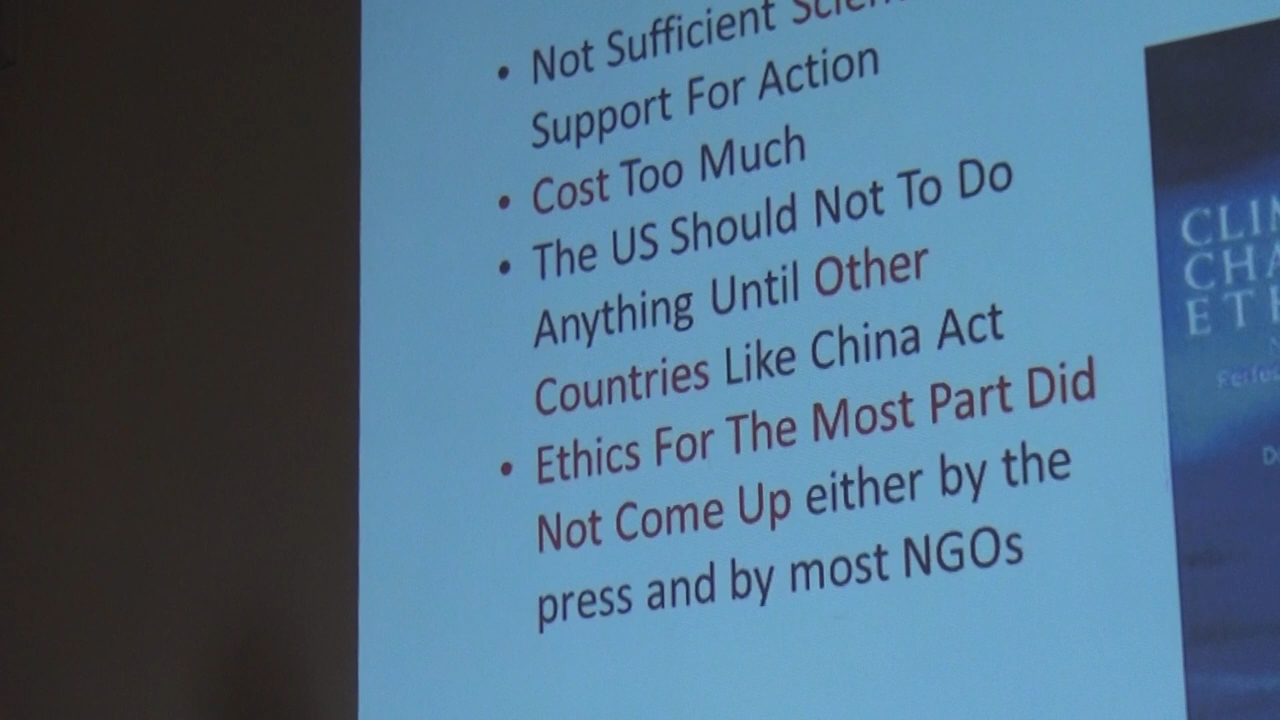 • Not Sufficient
Support For Action
• Cost Too Much
• The US Should Not To Do
Anything Until Other
Countries Like China Act
• Ethics For The Most Part Did
Not Come Up either by the
press and by most NGOs